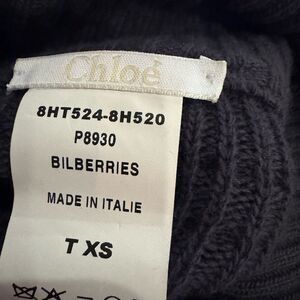 Chloé
8HT524-8H520
P8930
BILBERRIES
MADE IN ITALIE
T XS